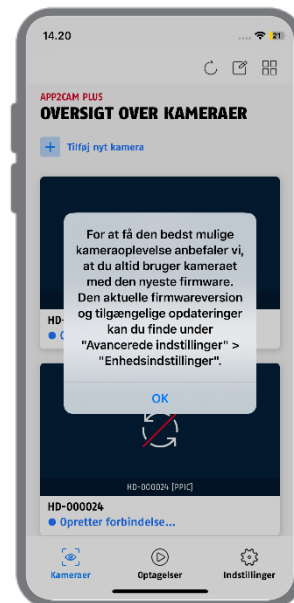 14.20
21
APP2CAM PLUS
OVERSIGT OVER KAMERAER
+ Tilføj nyt kamera
For at få den bedst mulige
kameraoplevelse anbefaler vi,
at du altid bruger kameraet
med den nyeste firmware.
Den aktuelle firmwareversion
og tilgængelige opdateringer
kan du finde under
"Avancerede indstillinger" >
"Enhedsindstillinger".
OK
HD-
HD-000024 [PPIC]
HD-000024
Opretter forbindelse...
Kameraer
Optagelser
Indstillinger